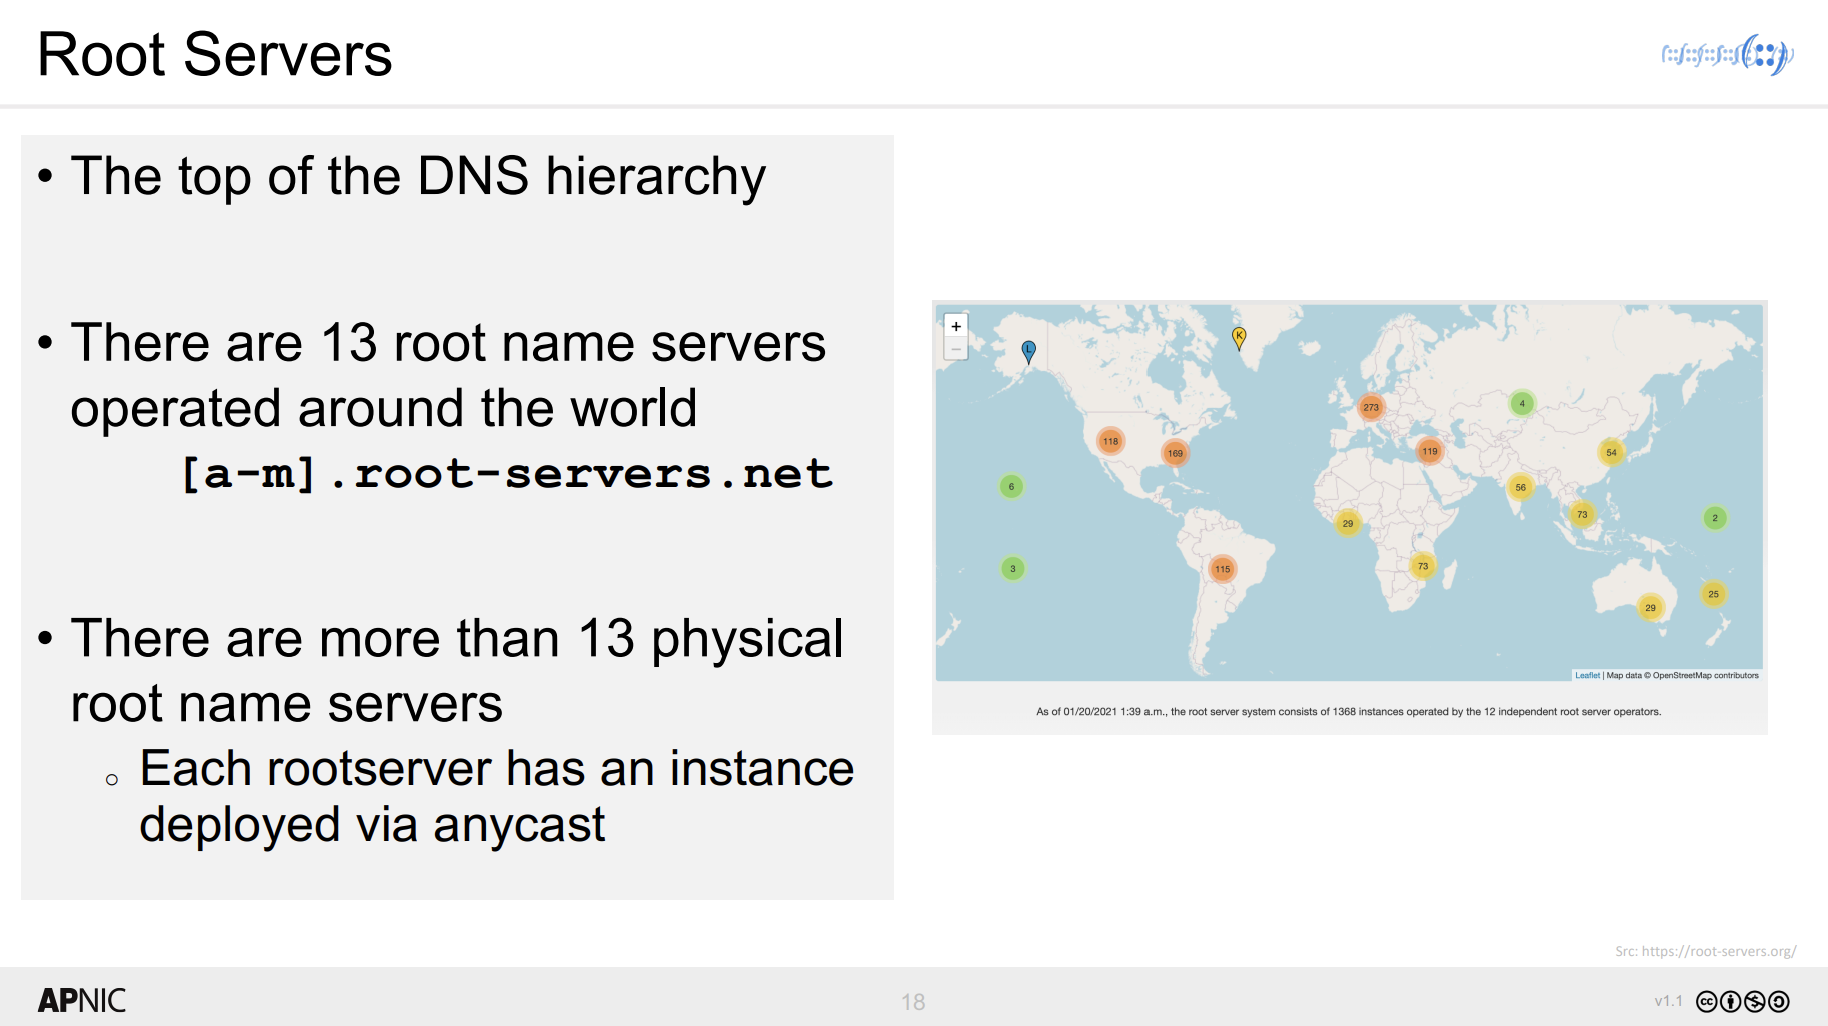 Root Servers
• The top of the DNS hierarchy
• There are 13 root name servers
operated around the world
[a-m].root-servers.net
• There are more than 13 physical
root name servers
○ Each rootserver has an instance
deployed via anycast
+
−
L
K
273
4
118
169
119
54
6
56
29
73
2
3
115
73
25
29
Leaflet | Map data © OpenStreetMap contributors
As of 01/20/2021 1:39 a.m., the root server system consists of 1368 instances operated by the 12 independent root server operators.
Src: https://root-servers.org/
APNIC
18
v1.1
cc